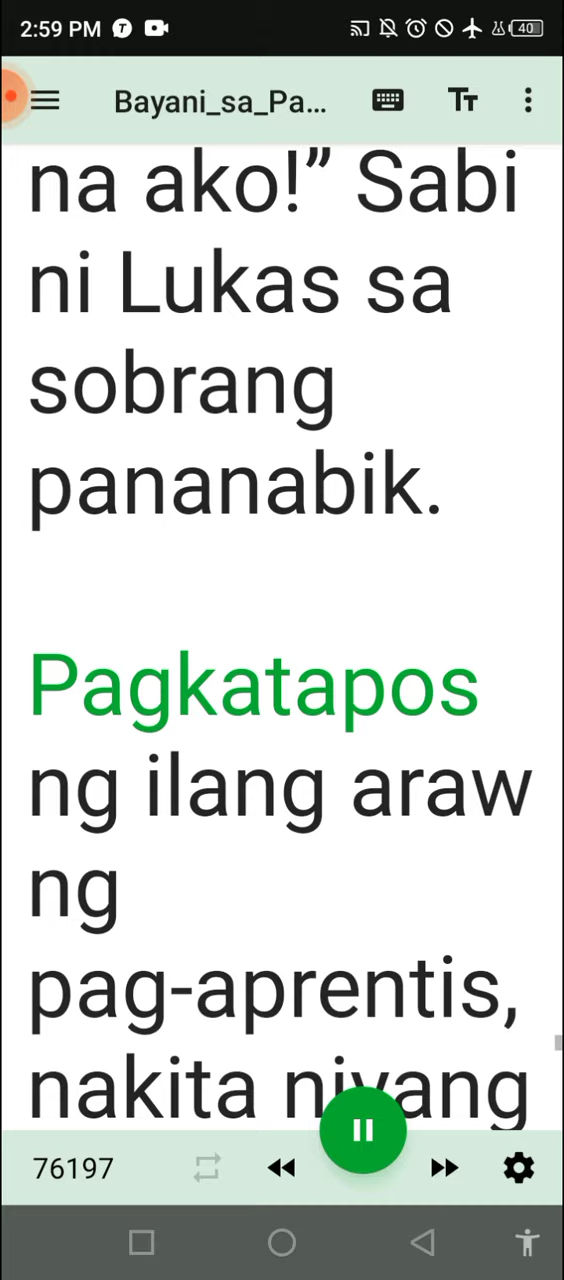 2:59 PM
40
Bayani_sa_Pa...
na ako!” Sabi
ni Lukas sa
sobrang
pananabik.
Pagkatapos
ng ilang araw
ng
pag-aprentis,
nakita niyang
76197